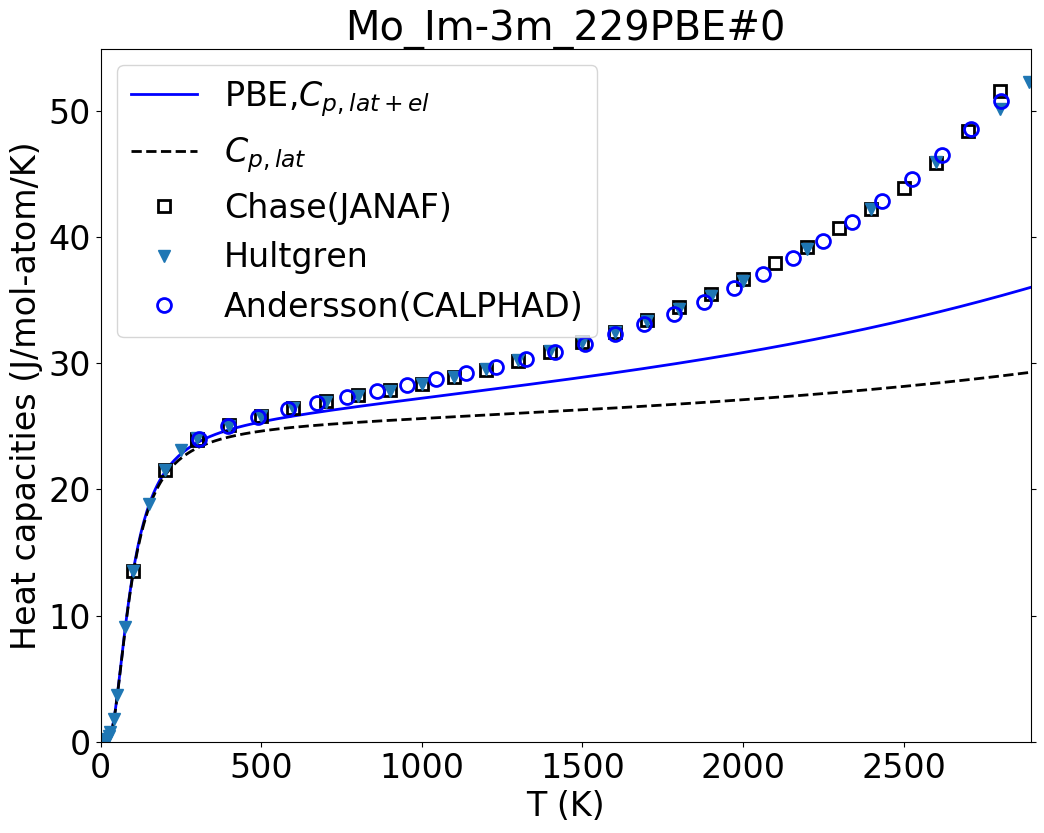 Mo_Im-3m_229PBE#0
PBE,C_{p,lat+el}
C_{p,lat}
Chase(JANAF)
Hultgren
Andersson(CALPHAD)
Heat capacities (J/mol-atom/K)
50
40
30
20
10
0
0 500 1000 1500 2000 2500
T (K)